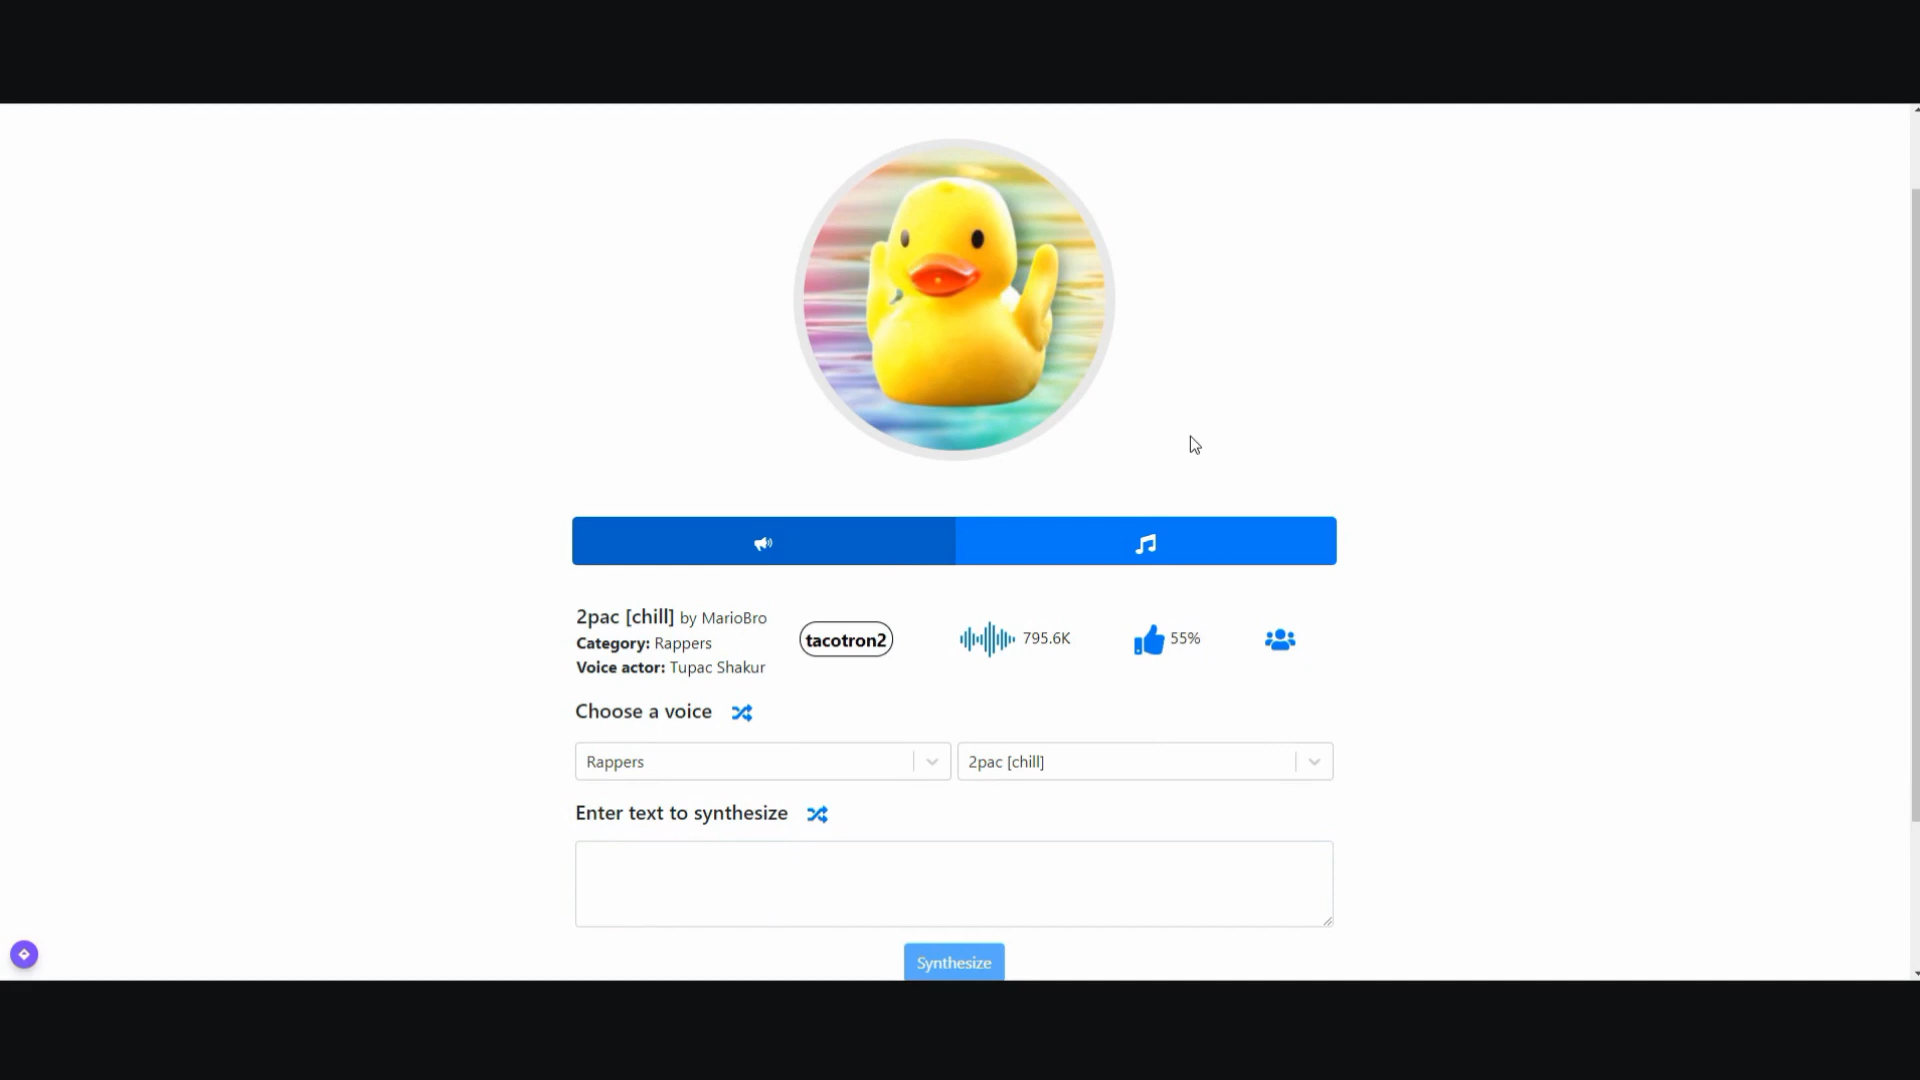 2pac [chill] by MarioBro
Category: Rappers
Voice actor: Tupac Shakur
tacotron2
795.6K
55%
Choose a voice
Rappers
2pac [chill]
Enter text to synthesize
Synthesize